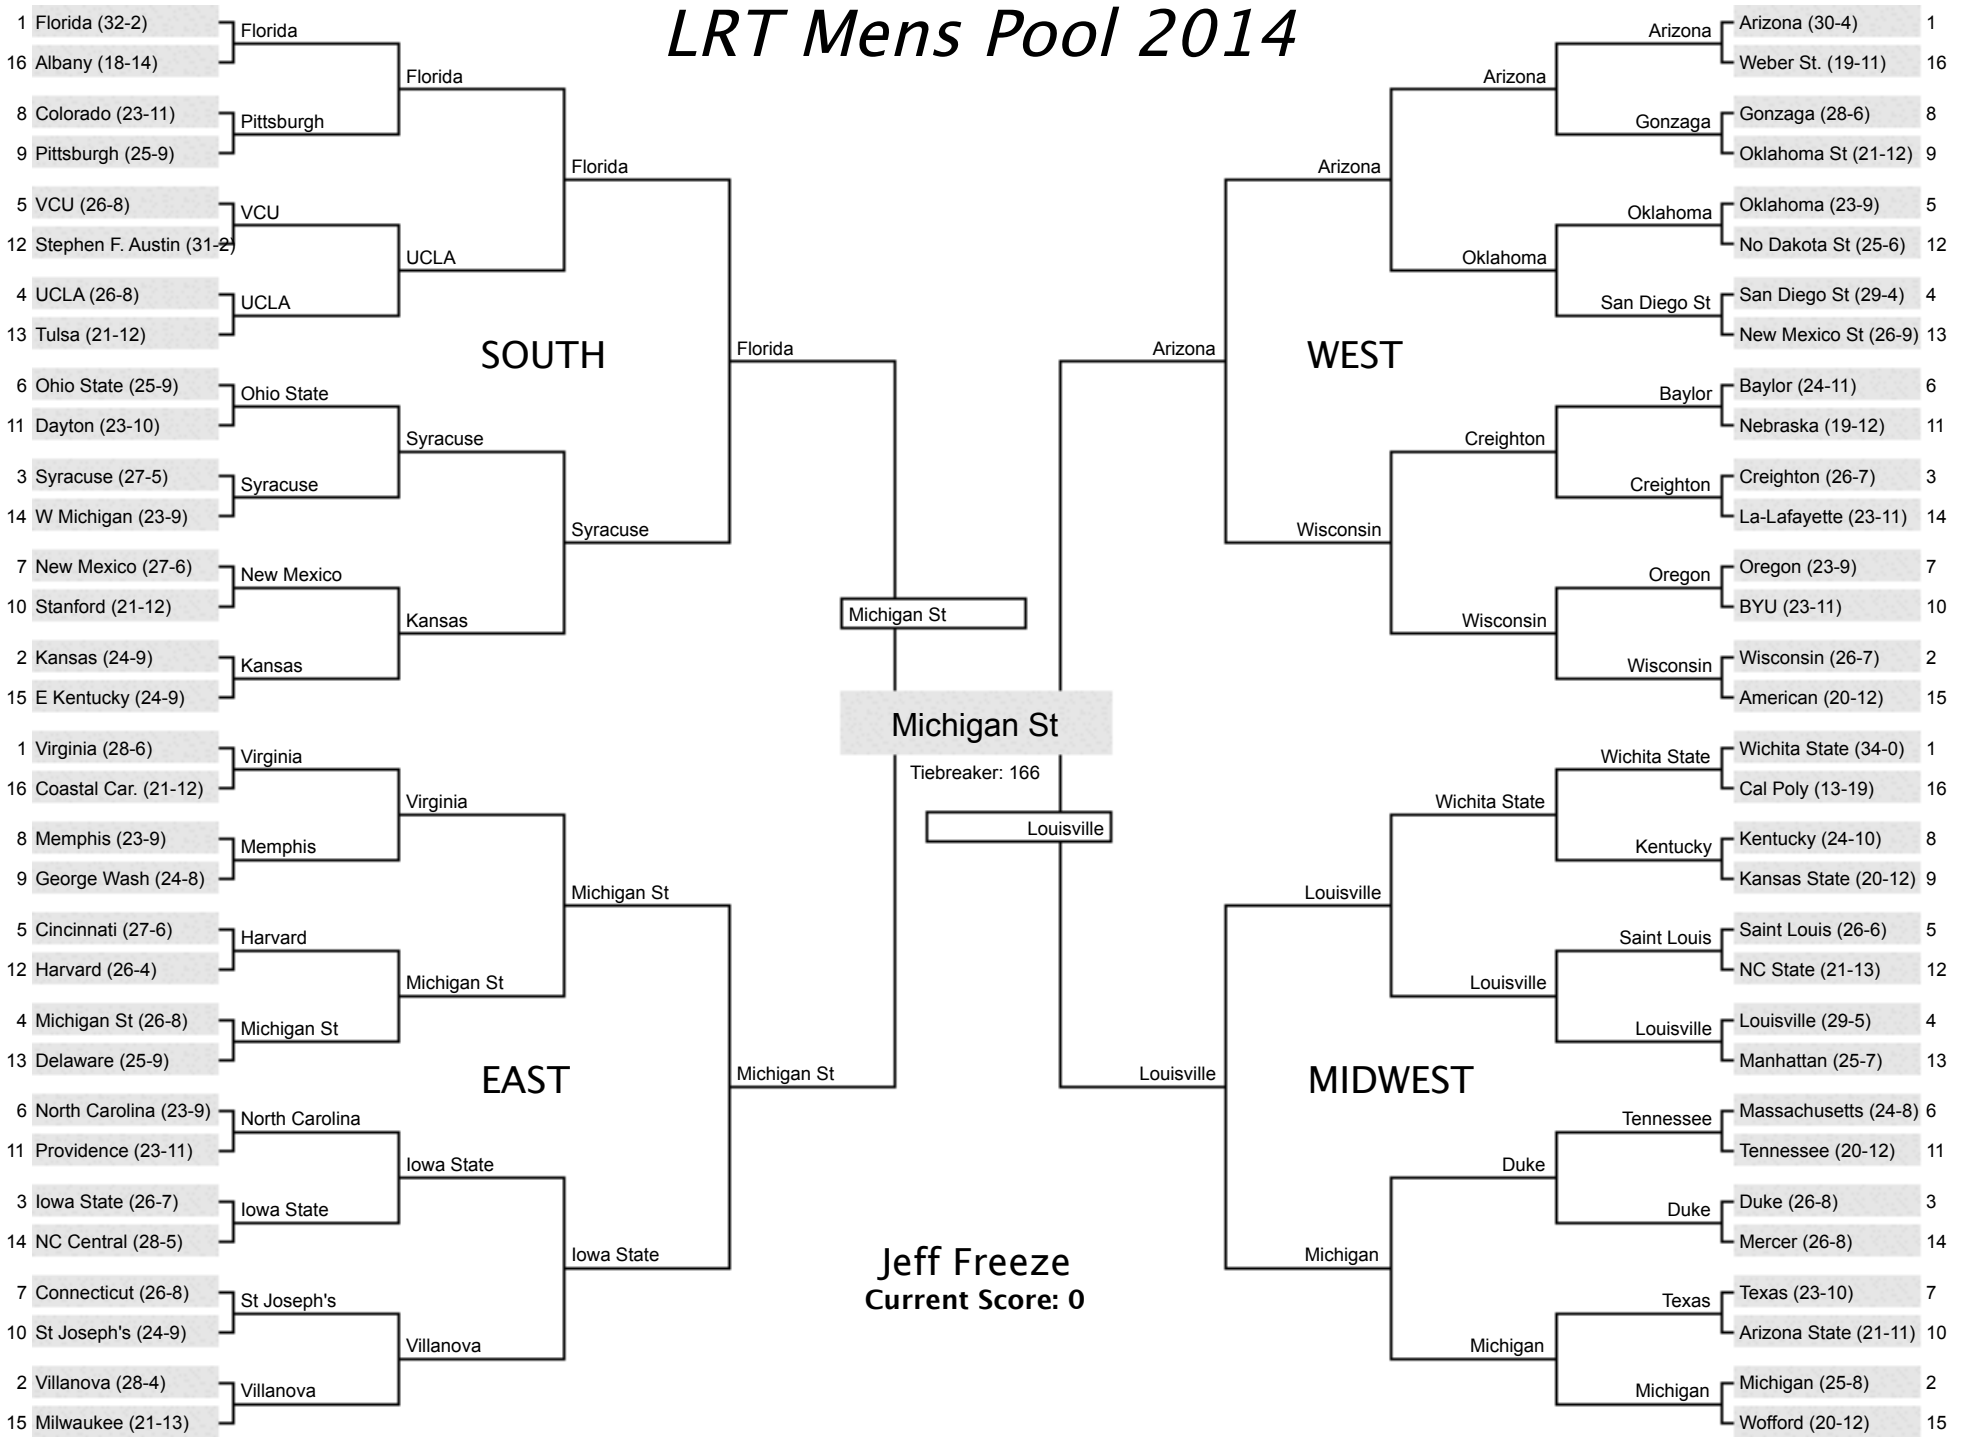 LRT Mens Pool 2014
1 Florida (32-2)
Florida
16 Albany (18-14)
Florida
8 Colorado (23-11)
Pittsburgh
9 Pittsburgh (25-9)
Florida
5 VCU (26-8)
VCU
12 Stephen F. Austin (31-2)
UCLA
4 UCLA (26-8)
UCLA
13 Tulsa (21-12)
SOUTH
Florida
6 Ohio State (25-9)
Ohio State
11 Dayton (23-10)
Syracuse
3 Syracuse (27-5)
Syracuse
14 W Michigan (23-9)
Syracuse
7 New Mexico (27-6)
New Mexico
10 Stanford (21-12)
Kansas
2 Kansas (24-9)
Kansas
15 E Kentucky (24-9)
1 Virginia (28-6)
Virginia
16 Coastal Car. (21-12)
Virginia
8 Memphis (23-9)
Memphis
9 George Wash (24-8)
Michigan St
5 Cincinnati (27-6)
Harvard
12 Harvard (26-4)
Michigan St
4 Michigan St (26-8)
Michigan St
13 Delaware (25-9)
EAST
Michigan St
6 North Carolina (23-9)
North Carolina
11 Providence (23-11)
Iowa State
3 Iowa State (26-7)
Iowa State
14 NC Central (28-5)
Iowa State
7 Connecticut (26-8)
St Joseph's
10 St Joseph's (24-9)
Villanova
2 Villanova (28-4)
Villanova
15 Milwaukee (21-13)
Michigan St
Michigan St
Tiebreaker: 166
Louisville
Jeff Freeze
Current Score: 0
Arizona (30-4) 1
Arizona
Weber St. (19-11) 16
Arizona
Gonzaga (28-6) 8
Gonzaga
Oklahoma St (21-12) 9
Arizona
Oklahoma (23-9) 5
Oklahoma
No Dakota St (25-6) 12
Oklahoma
San Diego St (29-4) 4
San Diego St
New Mexico St (26-9) 13
Arizona
WEST
Baylor (24-11) 6
Baylor
Nebraska (19-12) 11
Creighton
Creighton (26-7) 3
Creighton
La-Lafayette (23-11) 14
Wisconsin
Oregon (23-9) 7
Oregon
BYU (23-11) 10
Wisconsin
Wisconsin (26-7) 2
Wisconsin
American (20-12) 15
Wichita State (34-0) 1
Wichita State
Cal Poly (13-19) 16
Wichita State
Kentucky (24-10) 8
Kentucky
Kansas State (20-12) 9
Louisville
Saint Louis (26-6) 5
Saint Louis
NC State (21-13) 12
Louisville
Louisville (29-5) 4
Louisville
Manhattan (25-7) 13
Louisville
MIDWEST
Massachusetts (24-8) 6
Tennessee
Tennessee (20-12) 11
Duke
Duke (26-8) 3
Duke
Mercer (26-8) 14
Michigan
Texas (23-10) 7
Texas
Arizona State (21-11) 10
Michigan
Michigan (25-8) 2
Michigan
Wofford (20-12) 15